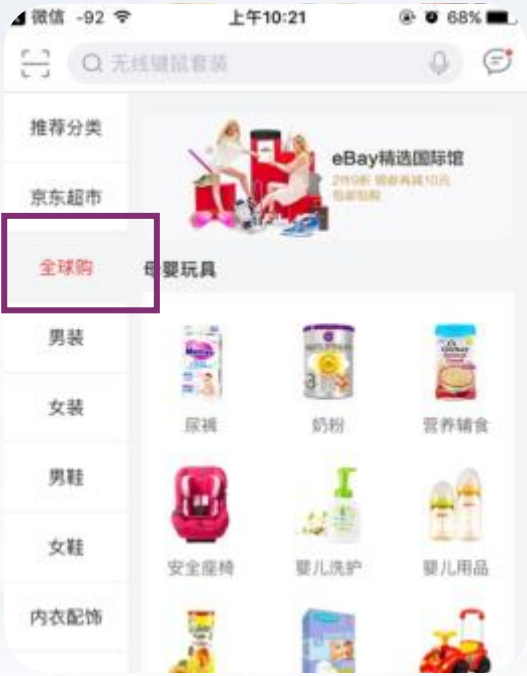 微信 -92 上午10:21 68%
无线键鼠套装
推荐分类
京东超市
全球购
男装
女装
男鞋
女鞋
内衣配饰
eBay精选国际馆
母婴玩具
尿裤
奶粉
营养辅食
安全座椅
婴儿洗护
婴儿用品